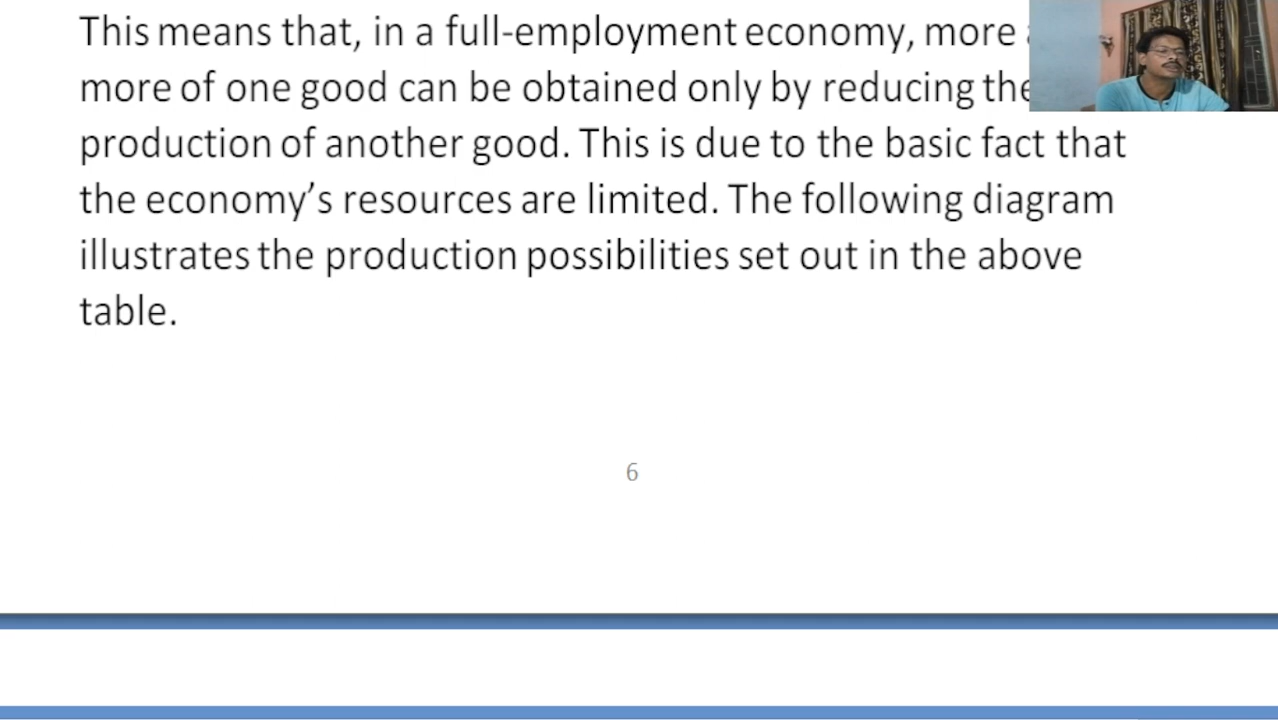 This means that, in a full-employment economy, more
more of one good can be obtained only by reducing the
production of another good. This is due to the basic fact that
the economy’s resources are limited. The following diagram
illustrates the production possibilities set out in the above
table.
6